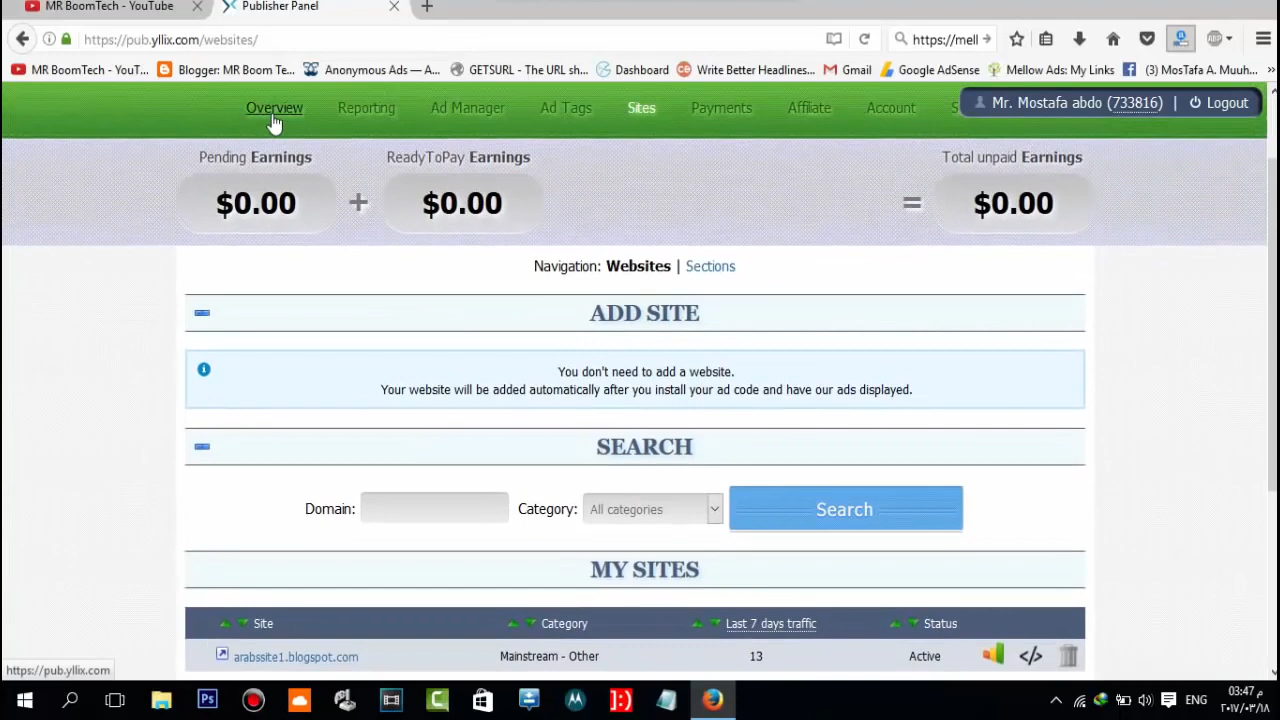 MR BoomTech - YouTube
Publisher Panel
https://pub.yllix.com/websites/
https://mell
MR BoomTech - YouT...
Blogger: MR Boom Te...
Anonymous Ads — A...
GETSURL - The URL sh...
Dashboard
Write Better Headlines...
Gmail
Google AdSense
Mellow Ads: My Links
(3) MosTafa A. Muuh...
Overview
Reporting
Ad Manager
Ad Tags
Sites
Payments
Affiliate
Account
S
Mr. Mostafa abdo (733816)
Logout
Pending Earnings
ReadyToPay Earnings
Total unpaid Earnings
$0.00 + $0.00 = $0.00
Navigation: Websites | Sections
ADD SITE
You don't need to add a website.
Your website will be added automatically after you install your ad code and have our ads displayed.
SEARCH
Domain:
Category:
All categories
Search
MY SITES
Site
Category
Last 7 days traffic
Status
arabssite1.blogspot.com
Mainstream - Other
13
Active
https://pub.yllix.com
ENG
03:47 م
٢٠١٧/٠٣/١٨